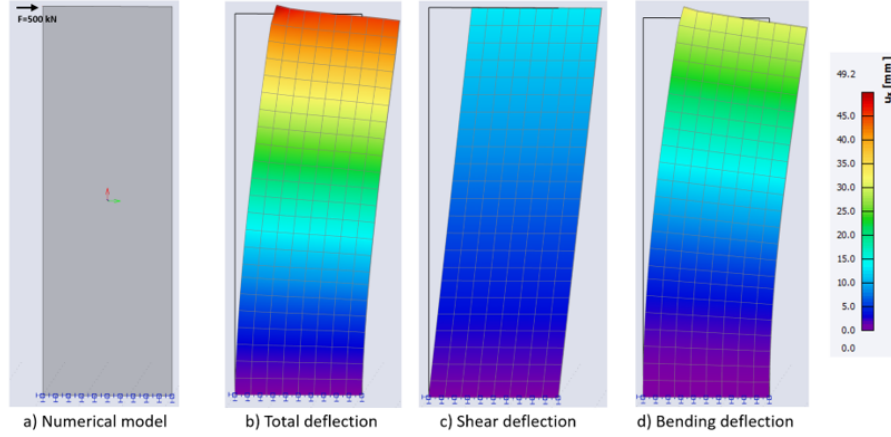 F=500 kN
49.2
45.0
40.0
35.0
30.0
25.0
20.0
15.0
10.0
5.0
0.0
0.0
[mm]
a) Numerical model
b) Total deflection
c) Shear deflection
d) Bending deflection